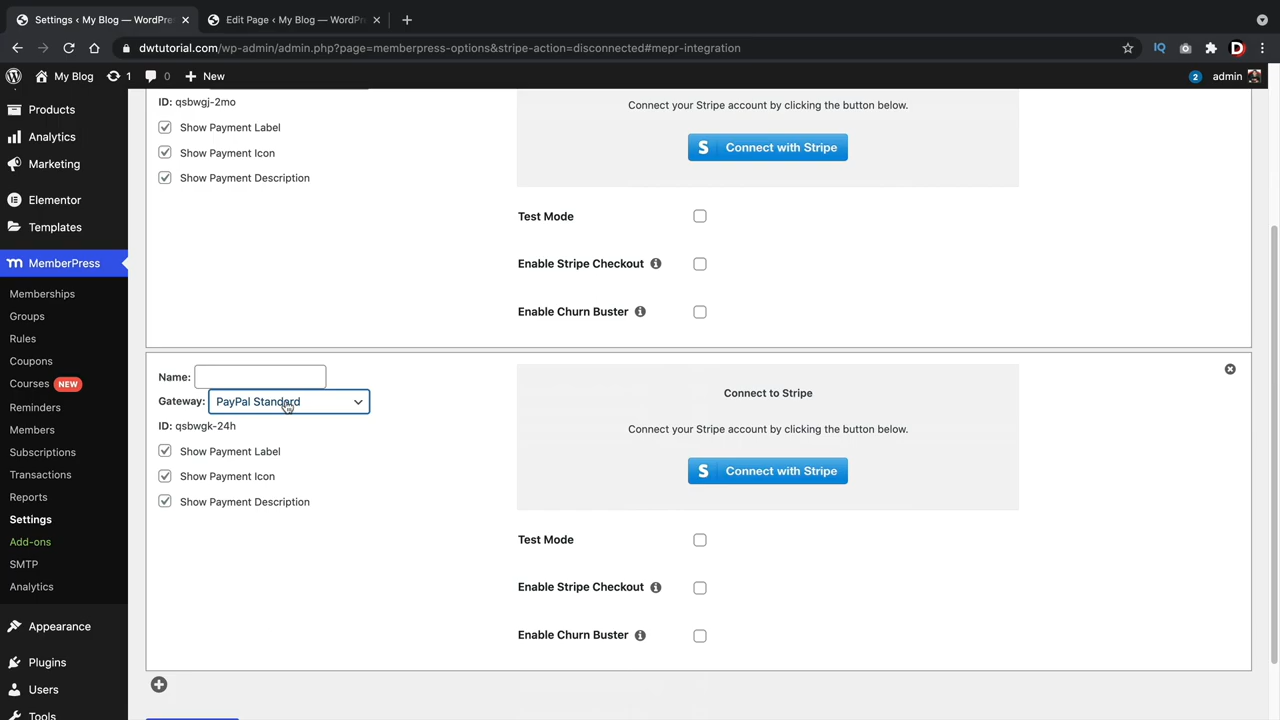 Settings ‹ My Blog — WordPre
Edit Page ‹ My Blog — WordPr
dwtutorial.com/wp-admin/admin.php?page=memberpress-options&stripe-action=disconnected#mepr-integration
IQ
D
My Blog
1
0
New
2
admin
Products
Analytics
Marketing
Elementor
Templates
MemberPress
Memberships
Groups
Rules
Coupons
Courses NEW
Reminders
Members
Subscriptions
Transactions
Reports
Settings
Add-ons
SMTP
Analytics
Appearance
Plugins
Users
Tools
ID: qsbwgj-2mo
Show Payment Label
Show Payment Icon
Show Payment Description
Connect your Stripe account by clicking the button below.
S Connect with Stripe
Test Mode
Enable Stripe Checkout
Enable Churn Buster
Name:
Gateway: PayPal Standard
ID: qsbwgk-24h
Show Payment Label
Show Payment Icon
Show Payment Description
Connect to Stripe
Connect your Stripe account by clicking the button below.
S Connect with Stripe
Test Mode
Enable Stripe Checkout
Enable Churn Buster